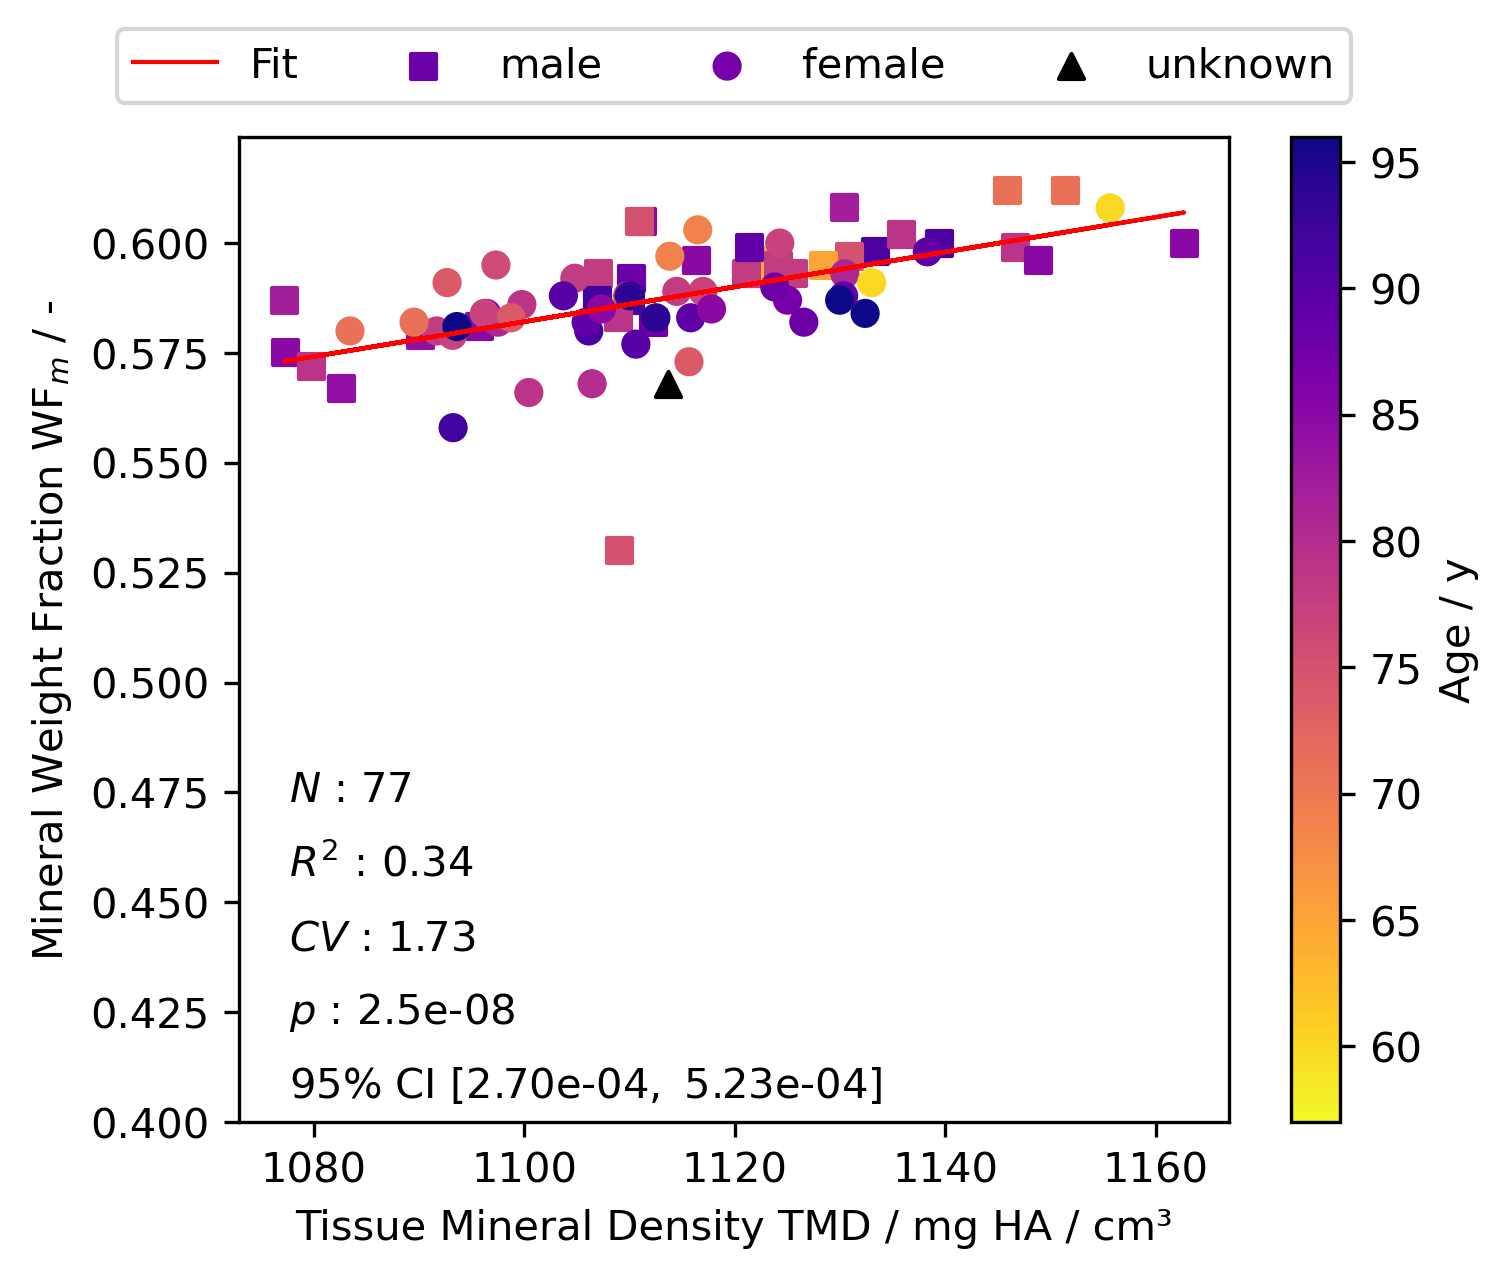 Fit male female unknown
Mineral Weight Fraction WFm / -
0.600
0.575
0.550
0.525
0.500
0.475
0.450
0.425
0.400
N : 77
R² : 0.34
CV : 1.73
p : 2.5e-08
95% CI [2.70e-04, 5.23e-04]
1080 1100 1120 1140 1160
Tissue Mineral Density TMD / mg HA / cm³
95
90
85
80
75
70
65
60
Age / y